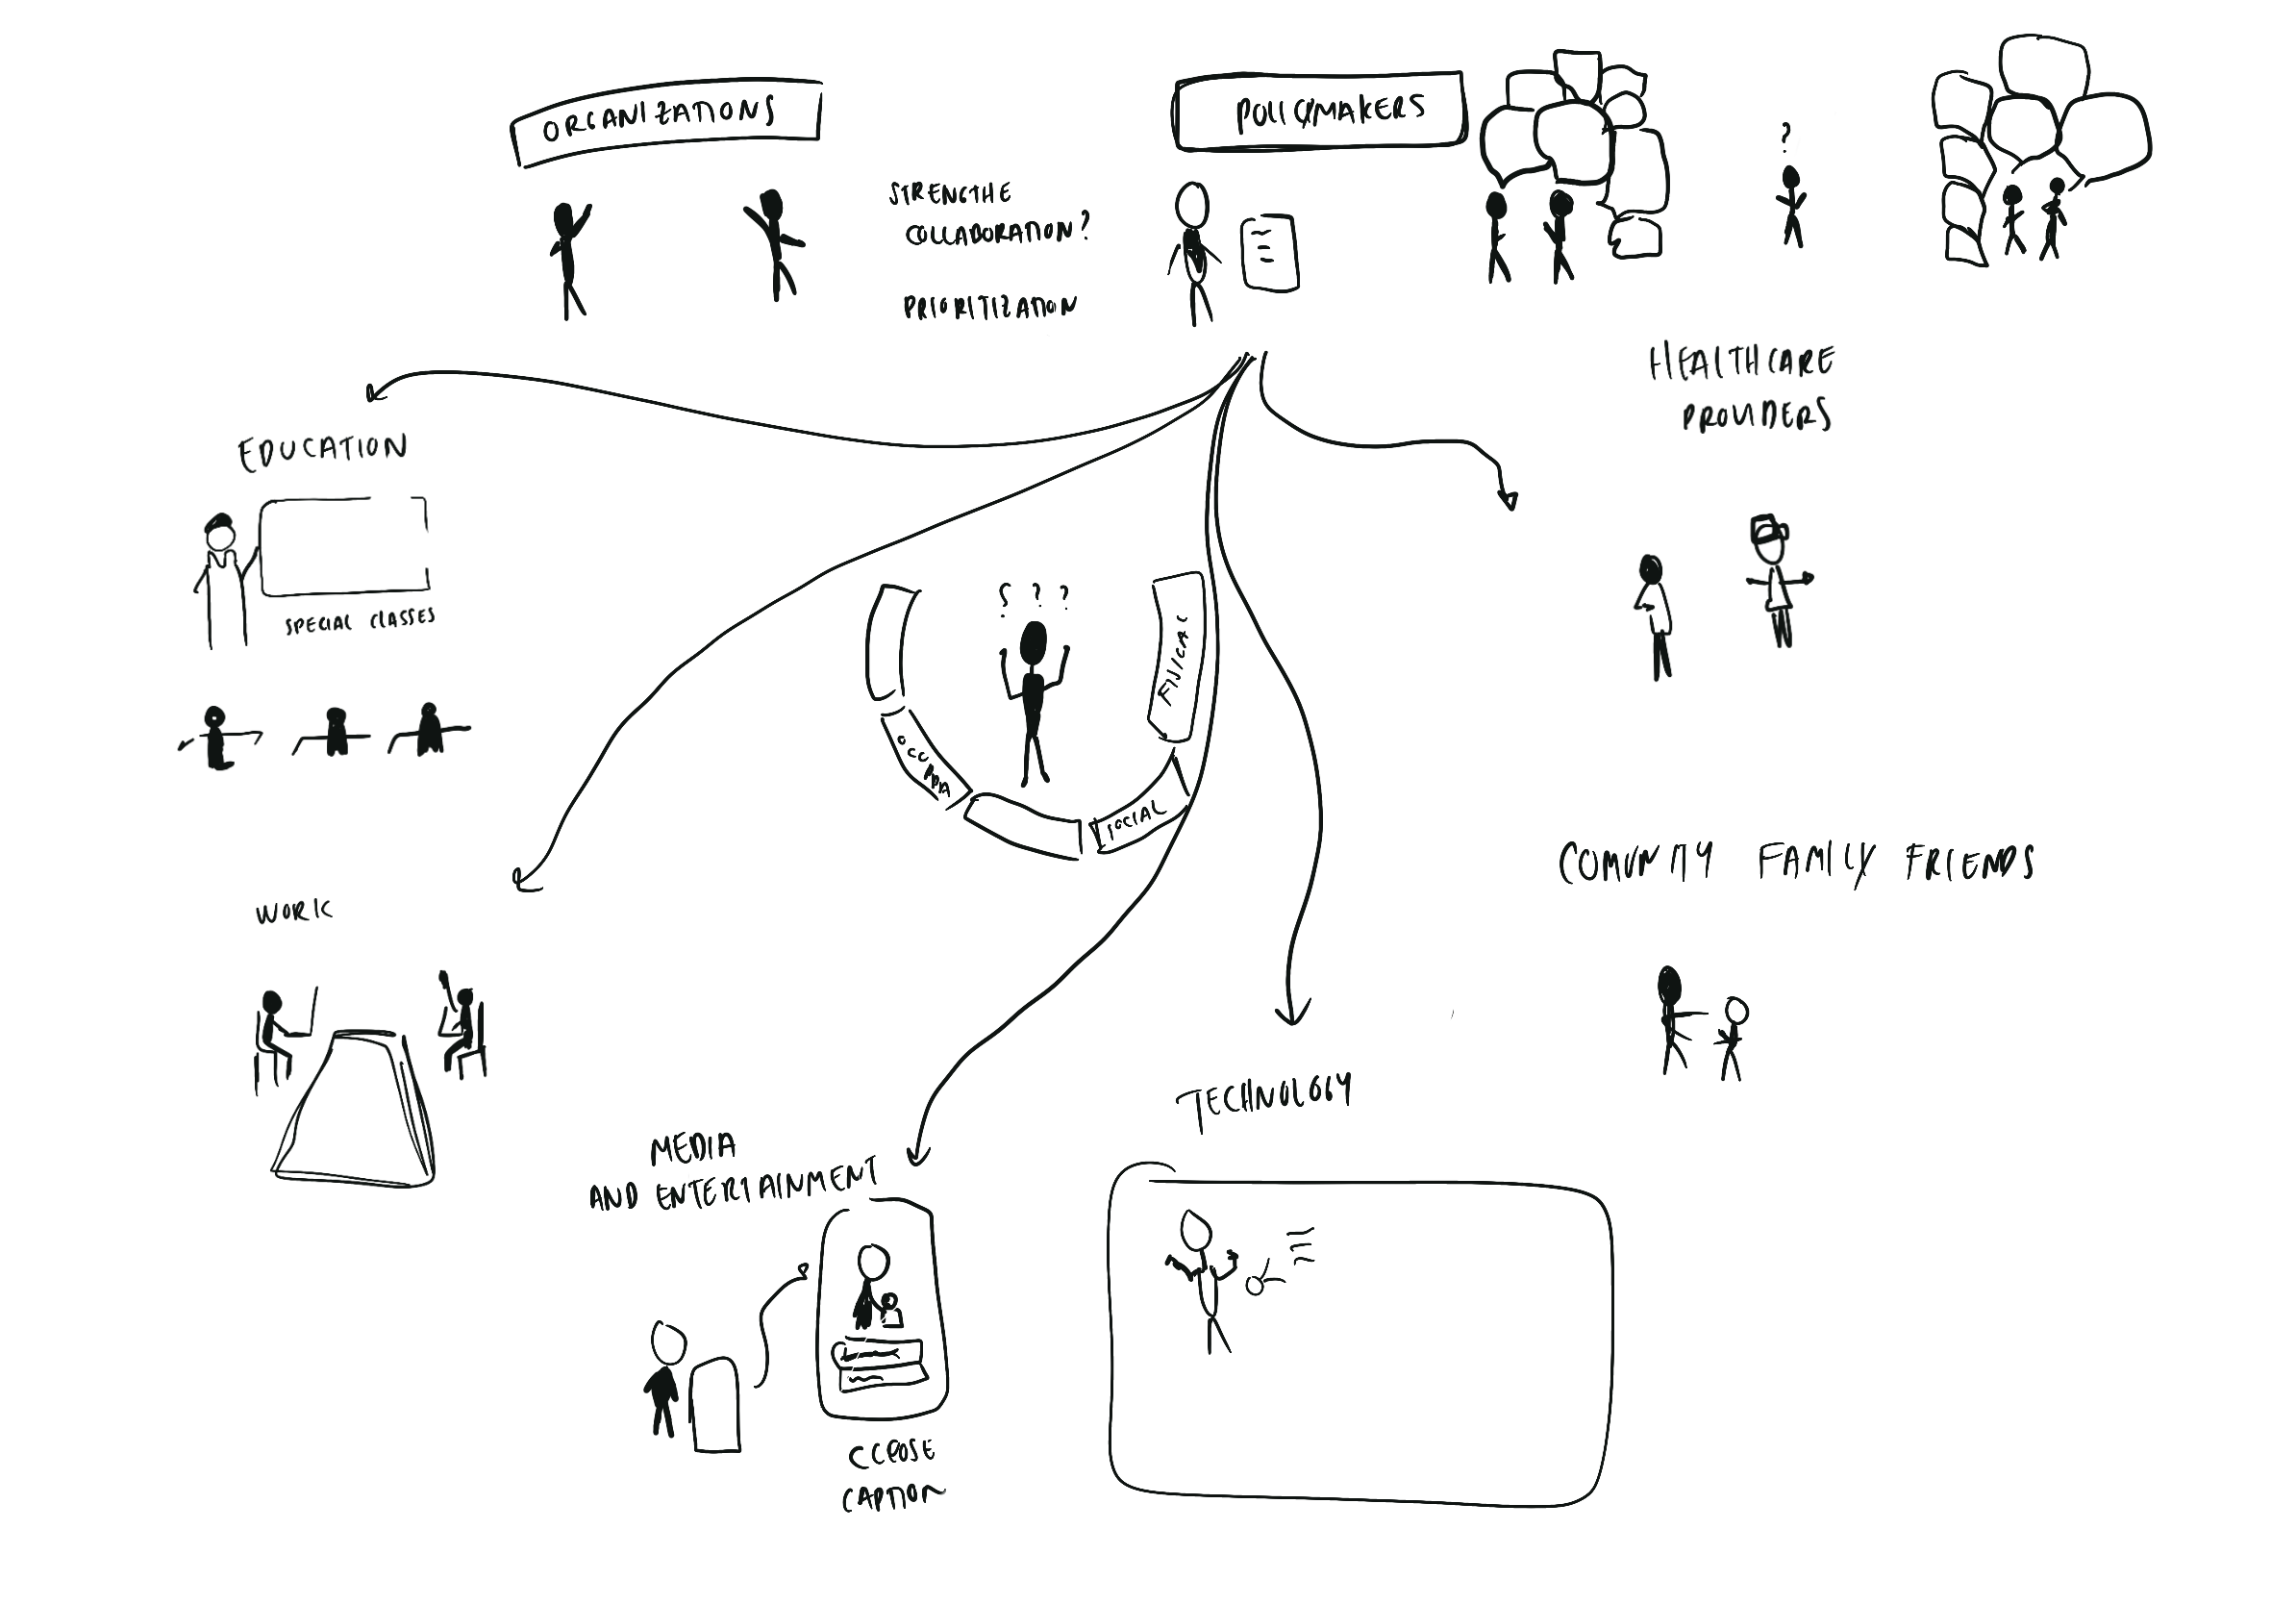 ORGANIZATIONS
POLICYMAKERS
?
STRENGTHE
COLLABORATION?
PRIORITIZATION
HEALTHCARE
PROVIDERS
EDUCATION
SPECIAL CLASSES
? ? ?
FISICAL
OCCUPA
SOCIAL
COMUNITY FAMILY FRIENDS
WORK
TECHNOLOGY
MEDIA
AND ENTERTAINMENT
CLPOSE
CAPTION